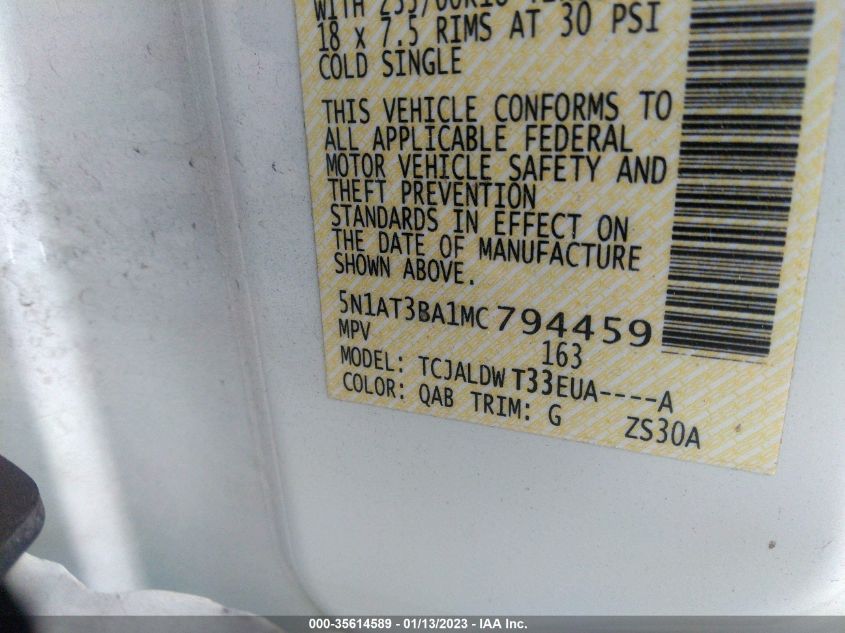 WITH 235/
18 x 7.5 RIMS AT 30 PSI
COLD SINGLE
THIS VEHICLE CONFORMS TO
ALL APPLICABLE FEDERAL
MOTOR VEHICLE SAFETY AND
THEFT PREVENTION
STANDARDS IN EFFECT ON
THE DATE OF MANUFACTURE
SHOWN ABOVE.
5N1AT3BA1MC794459
MPV 163
MODEL: TCJALDWT33EUA----A
COLOR: QAB TRIM: G ZS30A
000-35614589 - 01/13/2023 - IAA Inc.